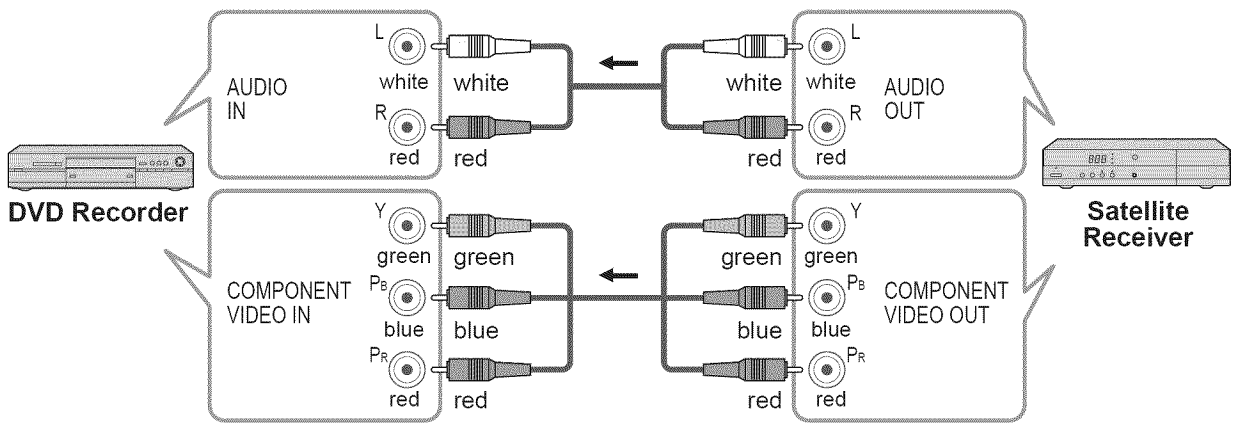 L
white
white
AUDIO
IN
R
red
red
L
white
white
AUDIO
OUT
R
red
red
DVD Recorder
888
Satellite
Receiver
Y
green
green
COMPONENT
VIDEO IN
PB
blue
blue
PR
red
red
Y
green
green
COMPONENT
VIDEO OUT
PB
blue
blue
PR
red
red